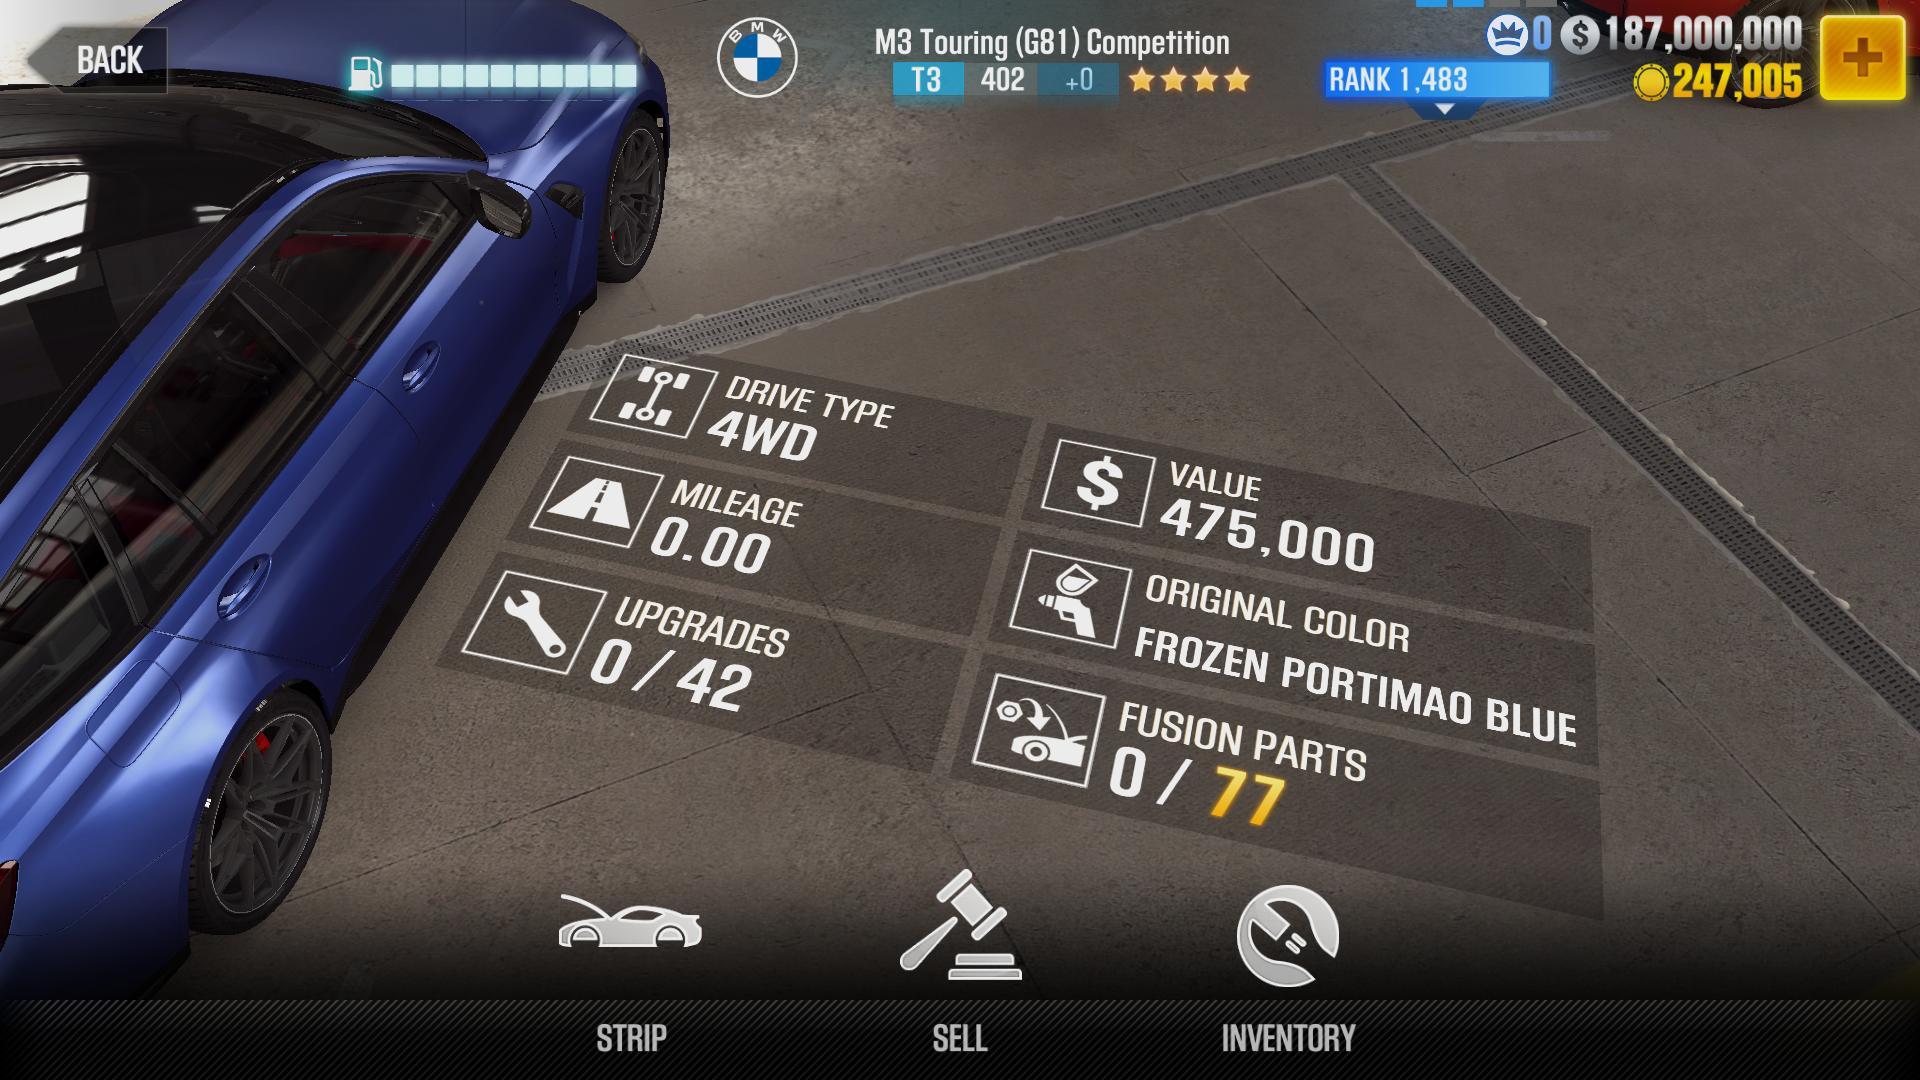 BACK
BMW
M3 Touring (G81) Competition
T3 402 +0
RANK 1,483
0 $ 187,000,000
247,005
DRIVE TYPE
4WD
MILEAGE
0.00
UPGRADES
0 / 42
$ VALUE
475,000
ORIGINAL COLOR
FROZEN PORTIMAO BLUE
FUSION PARTS
0 / 77
STRIP
SELL
INVENTORY